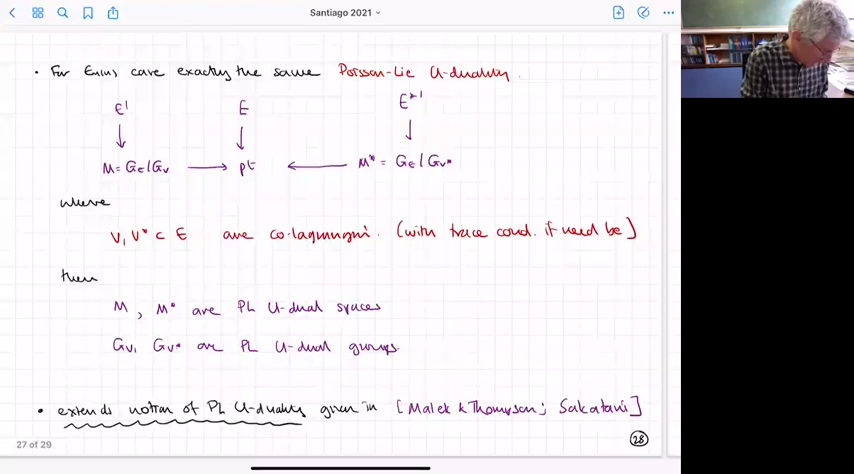 Santiago 2021
• For En(n) care exactly the same Poisson-Lie U-duality.
E' E E*'
M = GE/GV → pt ← M* = GE/GV*
where
V, V* ⊂ E are co-lagrangian. (with trace cond. if need be)
then
M, M* are PL U-dual spaces
GV, GV* are PL U-dual groups.
• extends notion of PL U-duality given in [Malek & Thompson; Sakatani]
27 of 29
28